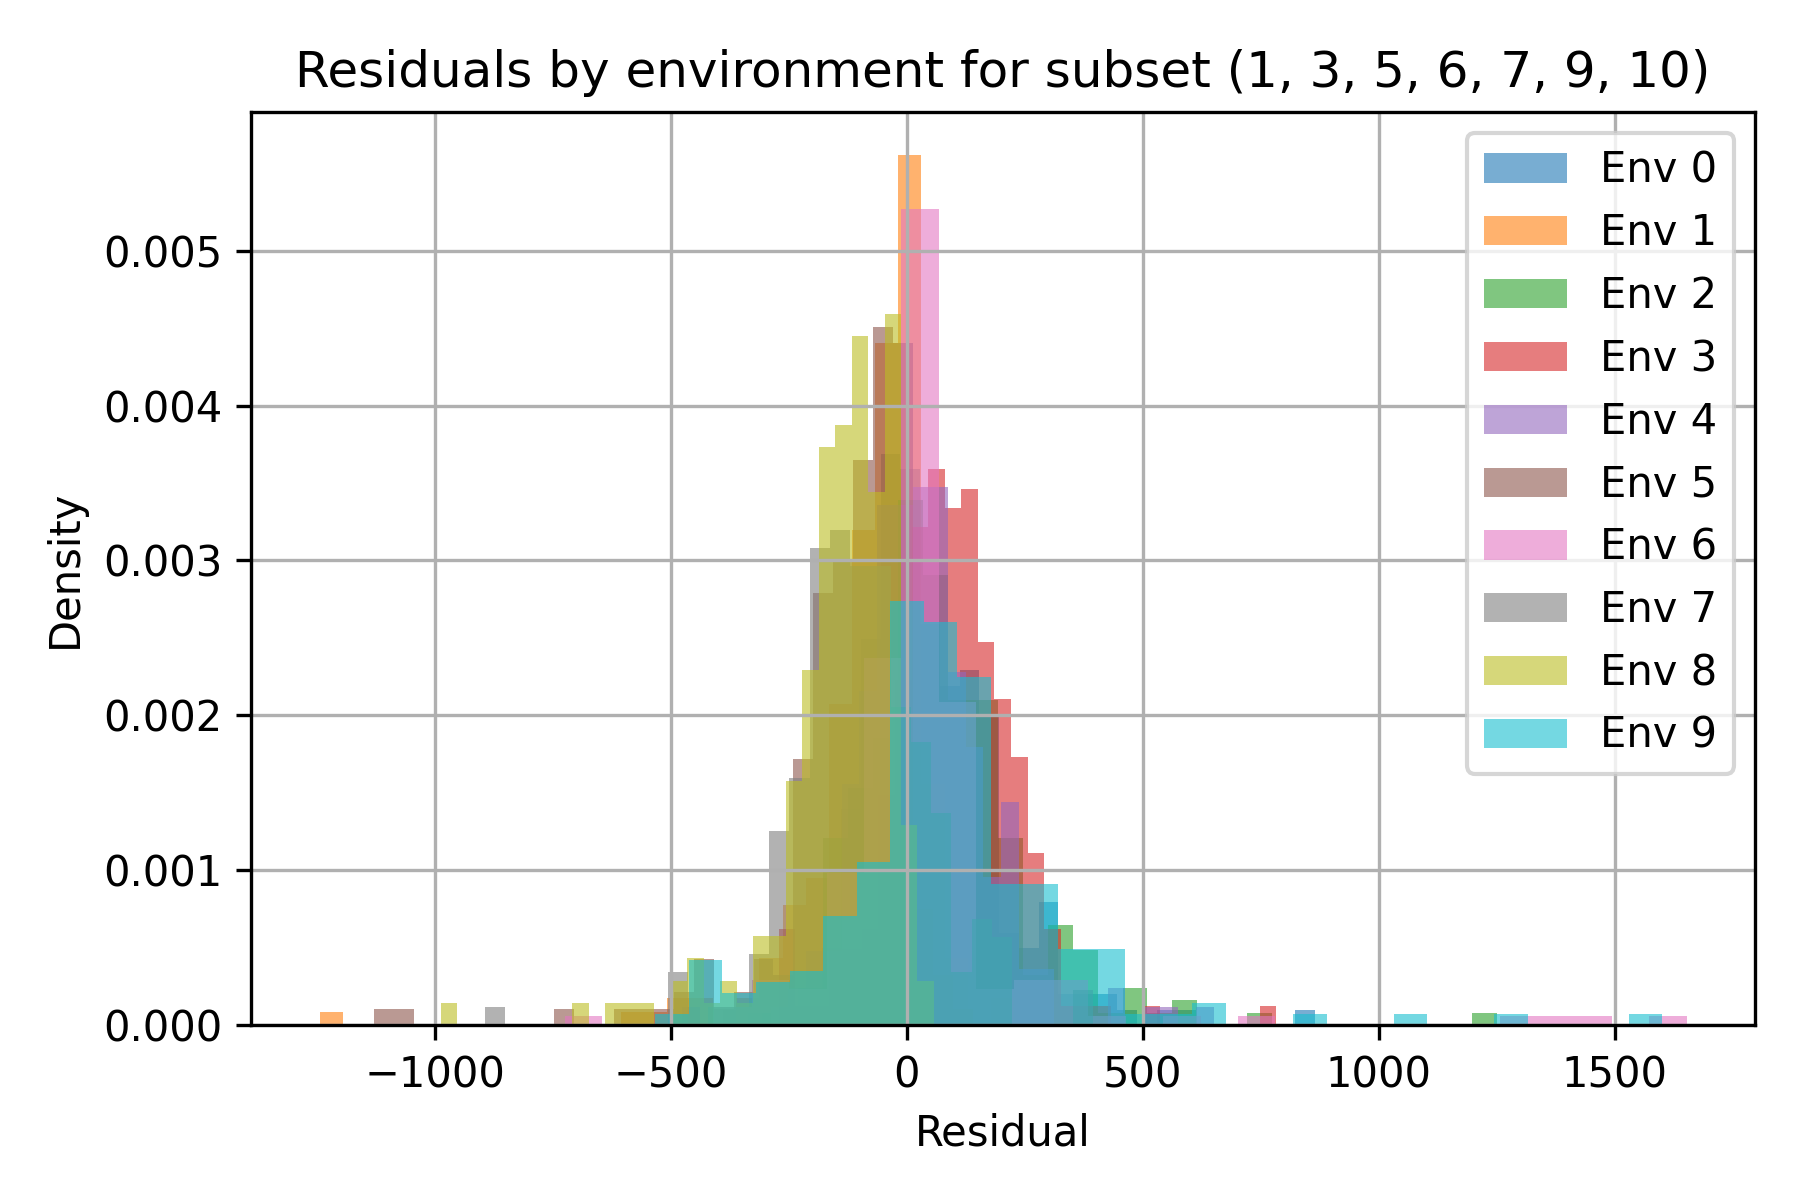 Residuals by environment for subset (1, 3, 5, 6, 7, 9, 10)
Env 0
Env 1
Env 2
Env 3
Env 4
Env 5
Env 6
Env 7
Env 8
Env 9
Density
0.005
0.004
0.003
0.002
0.001
0.000
−1000 −500 0 500 1000 1500
Residual